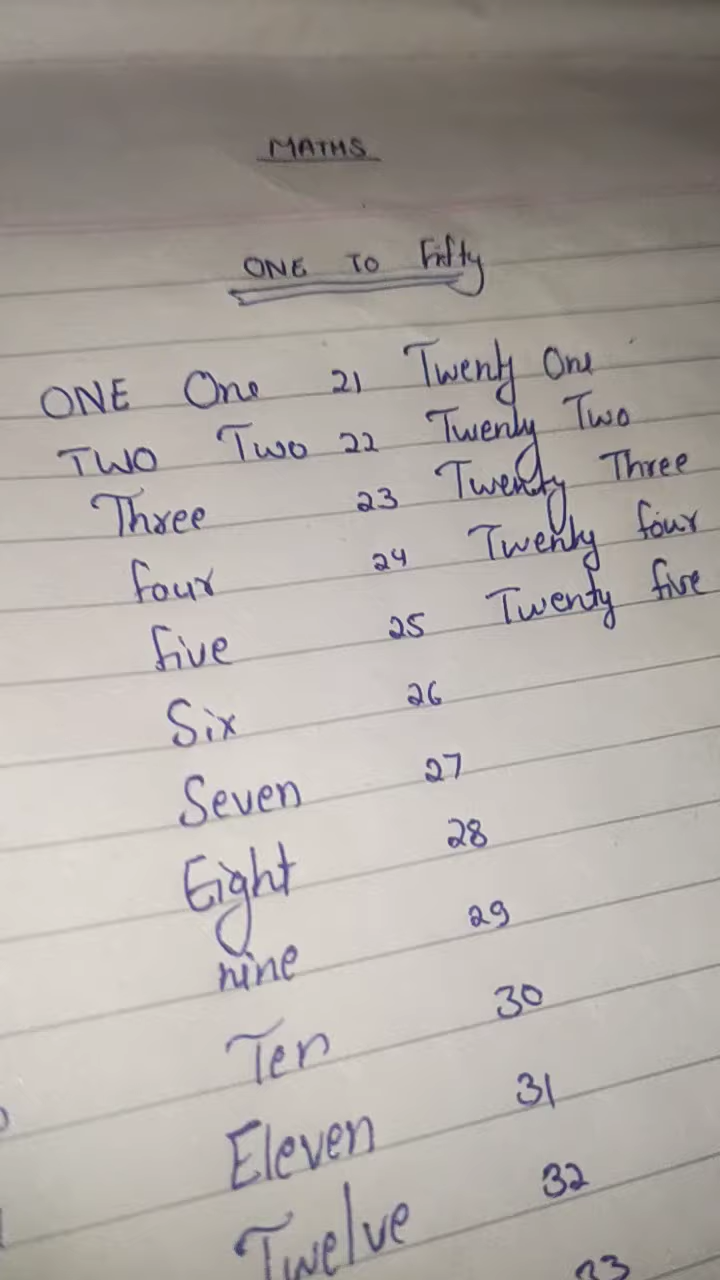 MATHS
ONE TO Fifty
ONE One 21 Twenty One
TWO Two 22 Twenty Two
Three 23 Twenty Three
four 24 Twenty four
five 25 Twenty five
Six 26
Seven 27
Eight 28
nine 29
Ten 30
Eleven 31
Twelve 32
33